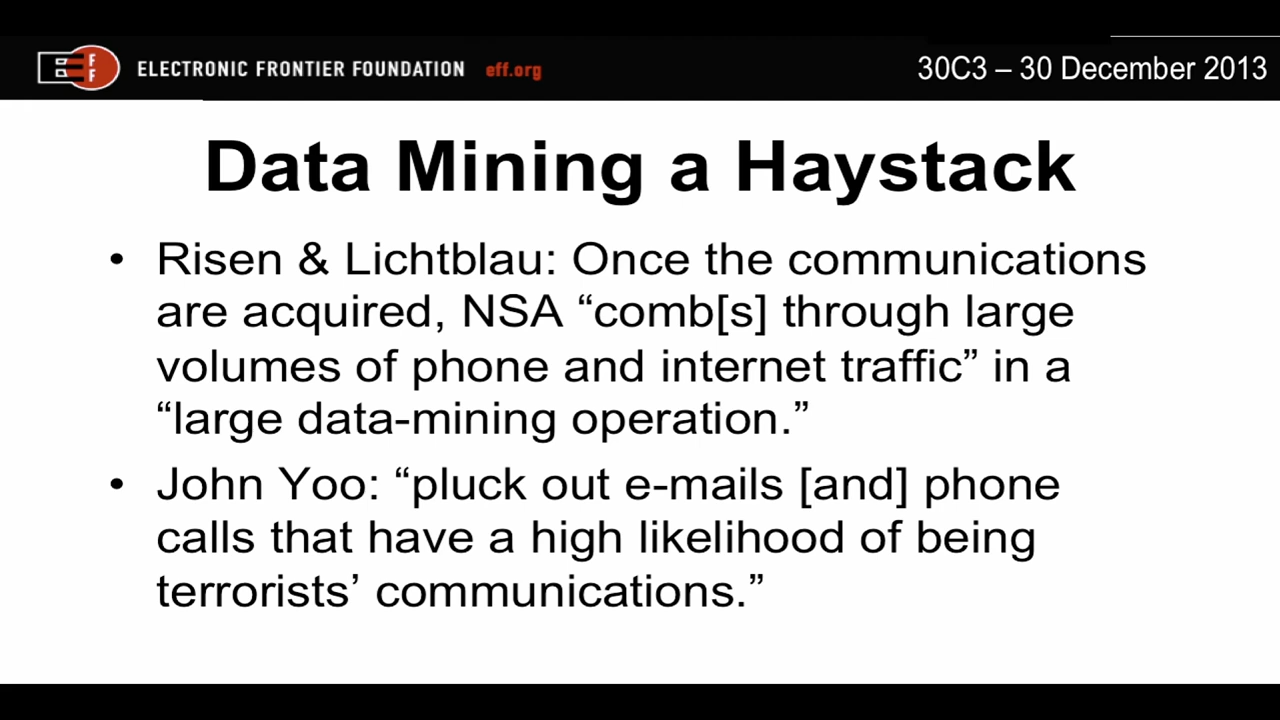 EFF ELECTRONIC FRONTIER FOUNDATION eff.org
30C3 – 30 December 2013
Data Mining a Haystack
• Risen & Lichtblau: Once the communications
are acquired, NSA “comb[s] through large
volumes of phone and internet traffic” in a
“large data-mining operation.”
• John Yoo: “pluck out e-mails [and] phone
calls that have a high likelihood of being
terrorists’ communications.”